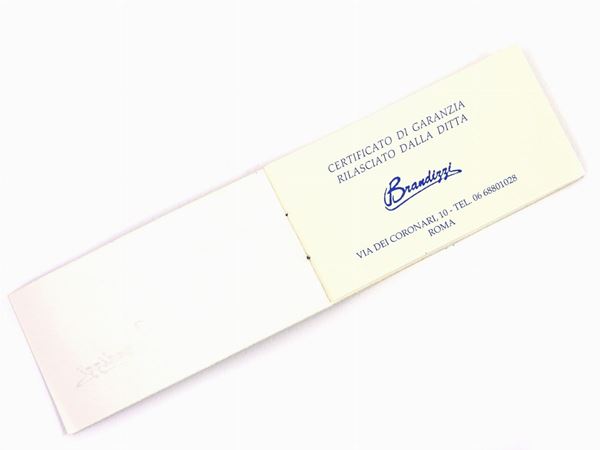 CERTIFICATO DI GARANZIA
RILASCIATO DALLA DITTA
Brandizzi
VIA DEI CORONARI, 10 - TEL. 06 68801028
ROMA